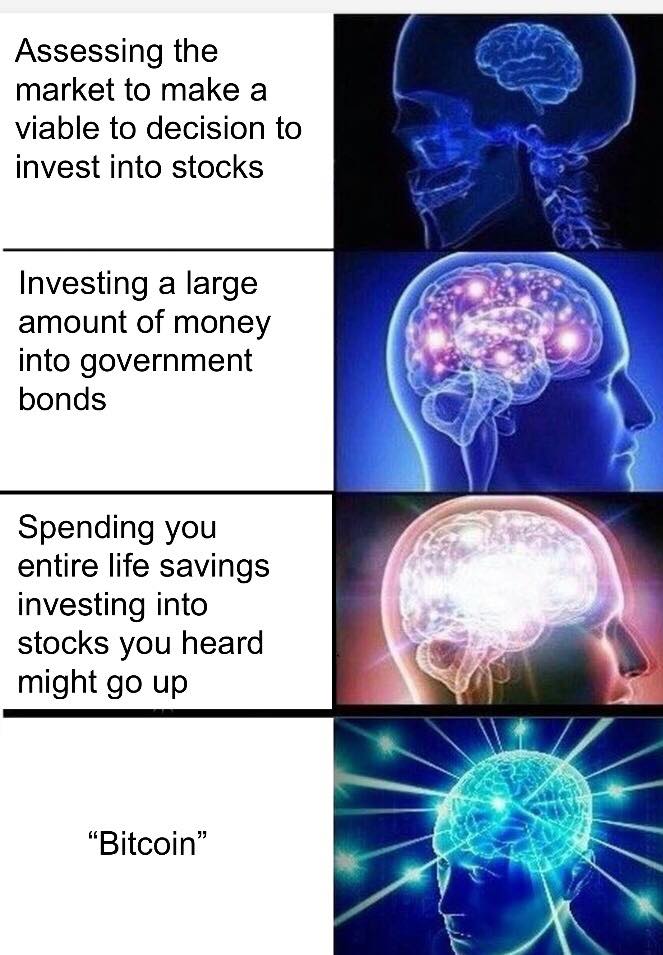 Assessing the
market to make a
viable to decision to
invest into stocks
Investing a large
amount of money
into government
bonds
Spending you
entire life savings
investing into
stocks you heard
might go up
“Bitcoin”